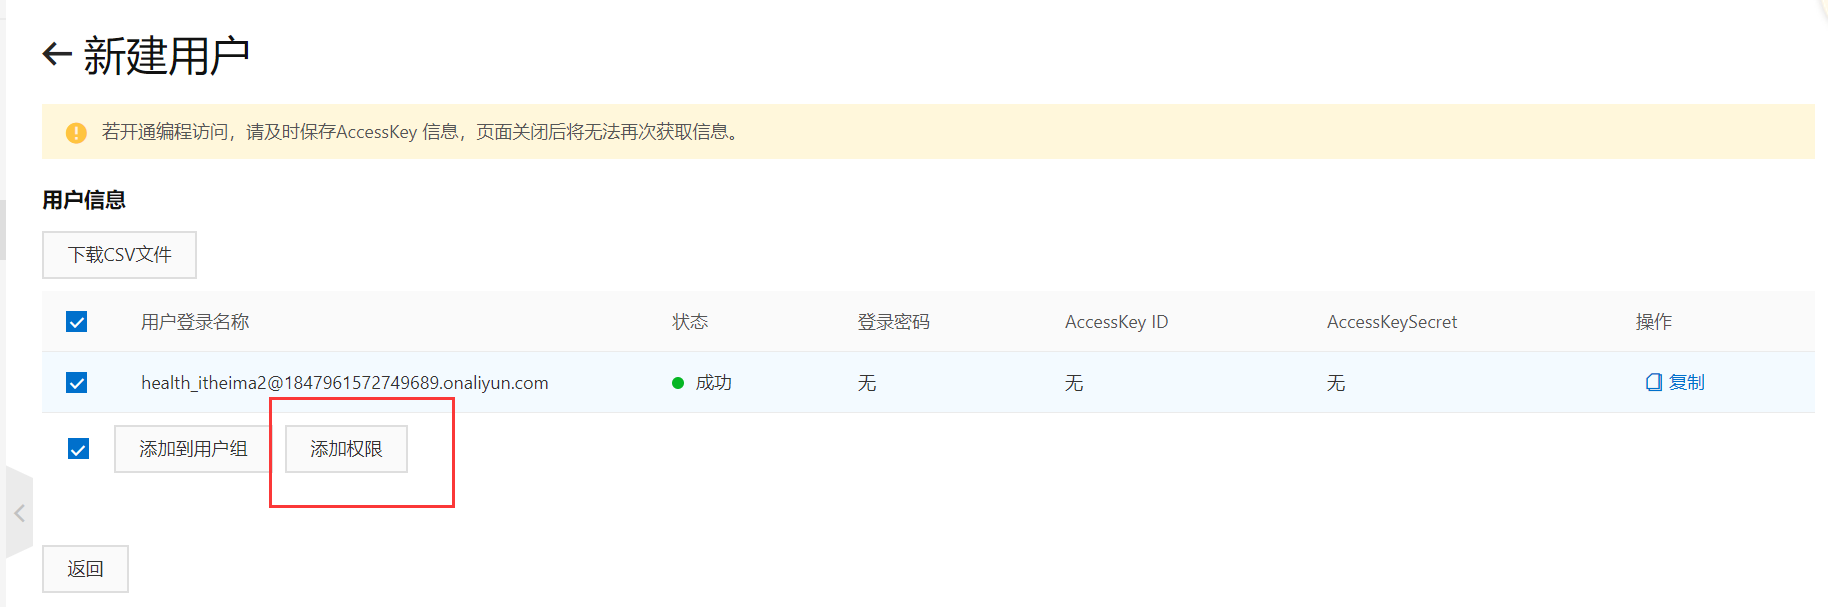 新建用户
若开通编程访问，请及时保存AccessKey 信息，页面关闭后将无法再次获取信息。
用户信息
下载CSV文件
用户登录名称 状态 登录密码 AccessKey ID AccessKeySecret 操作
health_itheima2@1847961572749689.onaliyun.com 成功 无 无 无 复制
添加到用户组 添加权限
返回